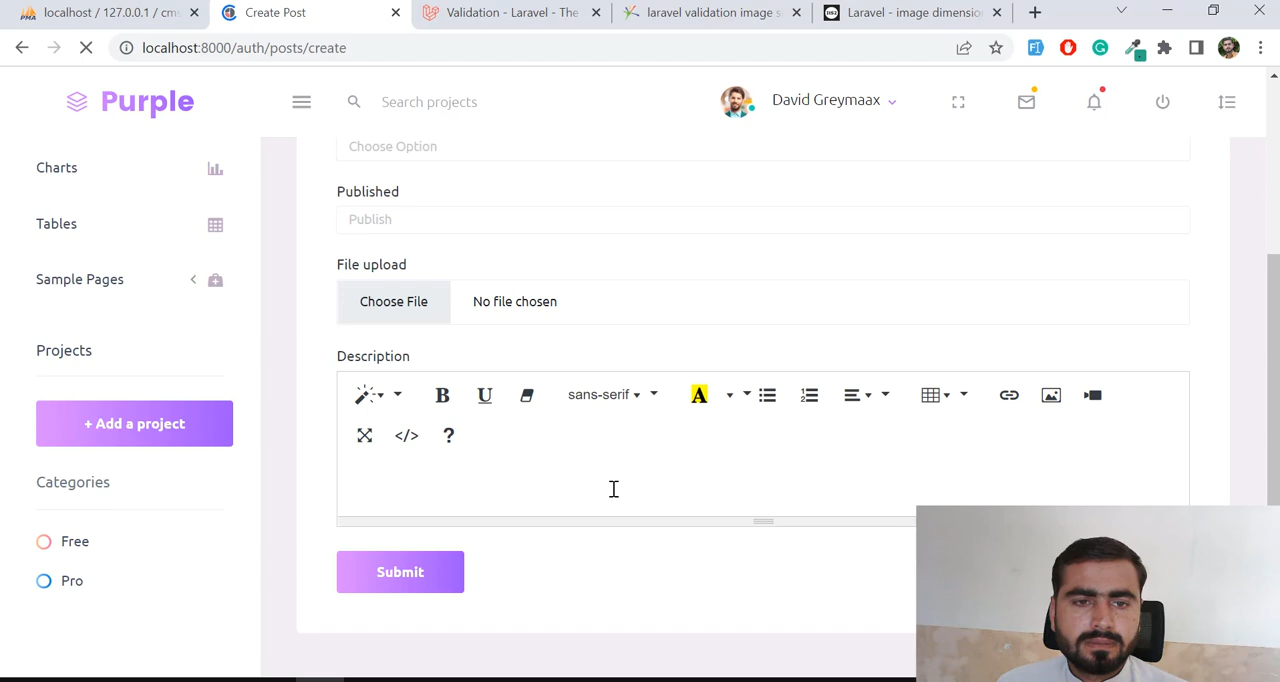 localhost / 127.0.0.1 / cms
Create Post
Validation - Laravel - The
laravel validation image s
Laravel - image dimensio
localhost:8000/auth/posts/create
Purple
Search projects
David Greymaax
Charts
Tables
Sample Pages
Projects
+ Add a project
Categories
Free
Pro
Choose Option
Published
Publish
File upload
Choose File
No file chosen
Description
B U sans-serif A
</> ?
Submit